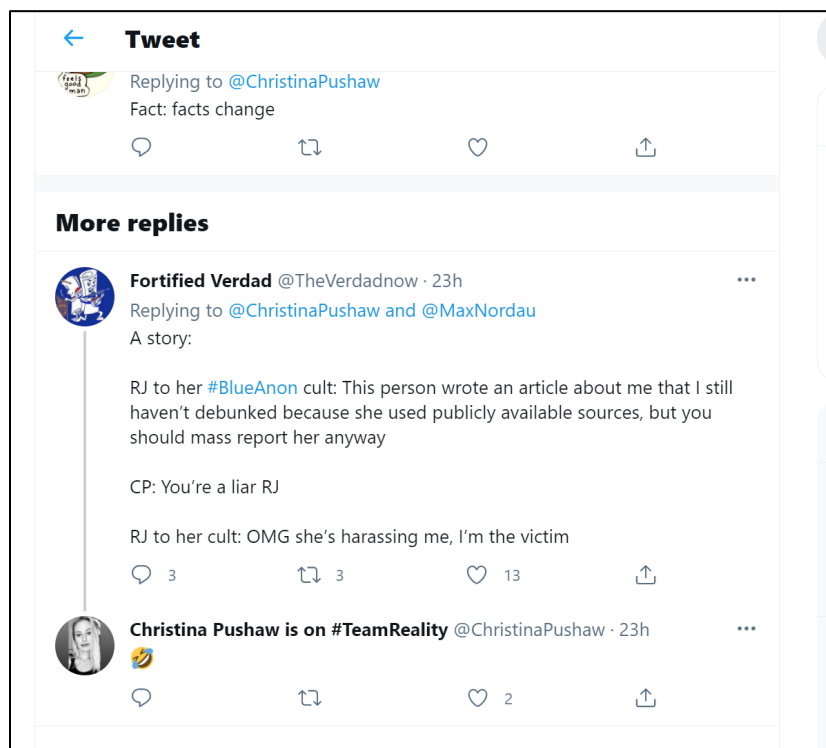 Tweet
feels
good
man
Replying to @ChristinaPushaw
Fact: facts change
More replies
Fortified Verdad @TheVerdadnow · 23h
Replying to @ChristinaPushaw and @MaxNordau
A story:
RJ to her #BlueAnon cult: This person wrote an article about me that I still
haven’t debunked because she used publicly available sources, but you
should mass report her anyway
CP: You’re a liar RJ
RJ to her cult: OMG she’s harassing me, I’m the victim
3 3 13
Christina Pushaw is on #TeamReality @ChristinaPushaw · 23h
🤣
2